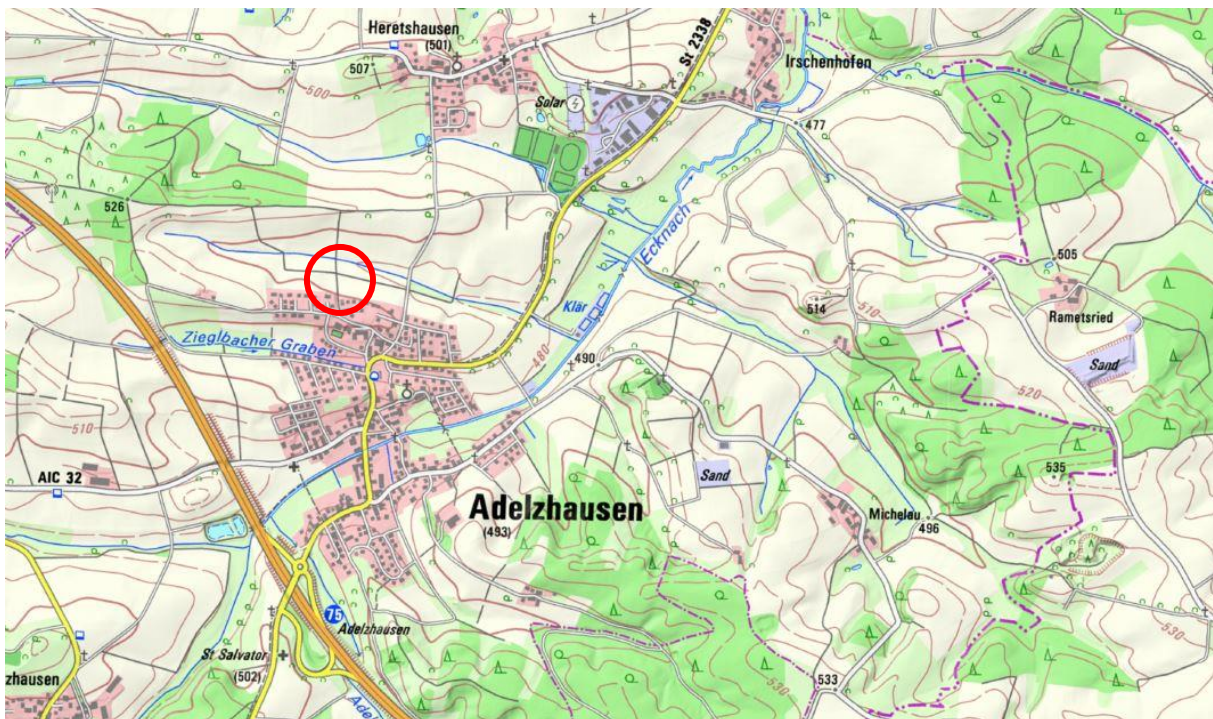 Heretshausen
(501)
507
500
St 2338
Irschenhofen
Solar
477
526
Ecknach
505
Rametsried
Klär
514
510
Zieglbacher Graben
480
490
Sand
520
510
AIC 32
Sand
535
Adelzhausen
(493)
Michelau
496
75
Adelzhausen
St Salvator
(502)
530
533
530
zhausen
Ade